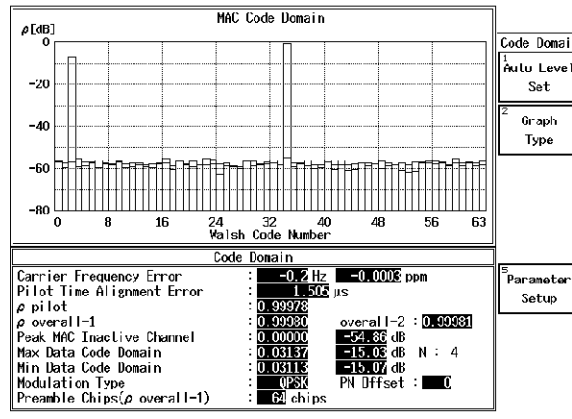 MAC Code Domain
ρ[dB]
0
-20
-40
-60
-80
0 8 16 24 32 40 48 56 63
Walsh Code Number
Code Domai
1
Auto Level
Set
2
Graph
Type
5
Parameter
Setup
Code Domain
Carrier Frequency Error : -0.2 Hz -0.0003 ppm
Pilot Time Alignment Error : 1.505 µs
ρ pilot : 0.99978
ρ overall-1 : 0.99980 overall-2 : 0.99981
Peak MAC Inactive Channel : 0.00000 -54.86 dB
Max Data Code Domain : 0.03137 -15.03 dB N : 4
Min Data Code Domain : 0.03113 -15.07 dB
Modulation Type : QPSK PN Offset : 0
Preamble Chips(ρ overall-1) : 64 chips